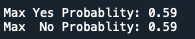 Max Yes Probablity: 0.59
Max  No Probablity: 0.59